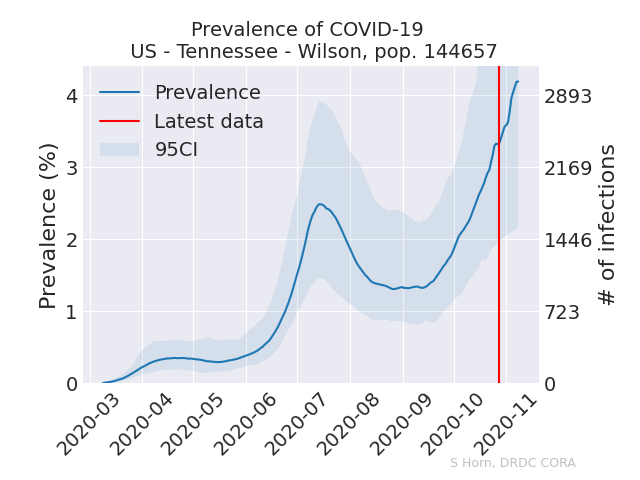 Prevalence of COVID-19
US - Tennessee - Wilson, pop. 144657
Prevalence
Latest data
95CI
Prevalence (%)
4
3
2
1
0
2893
2169
1446
723
0
# of infections
2020-03
2020-04
2020-05
2020-06
2020-07
2020-08
2020-09
2020-10
2020-11
S Horn, DRDC CORA